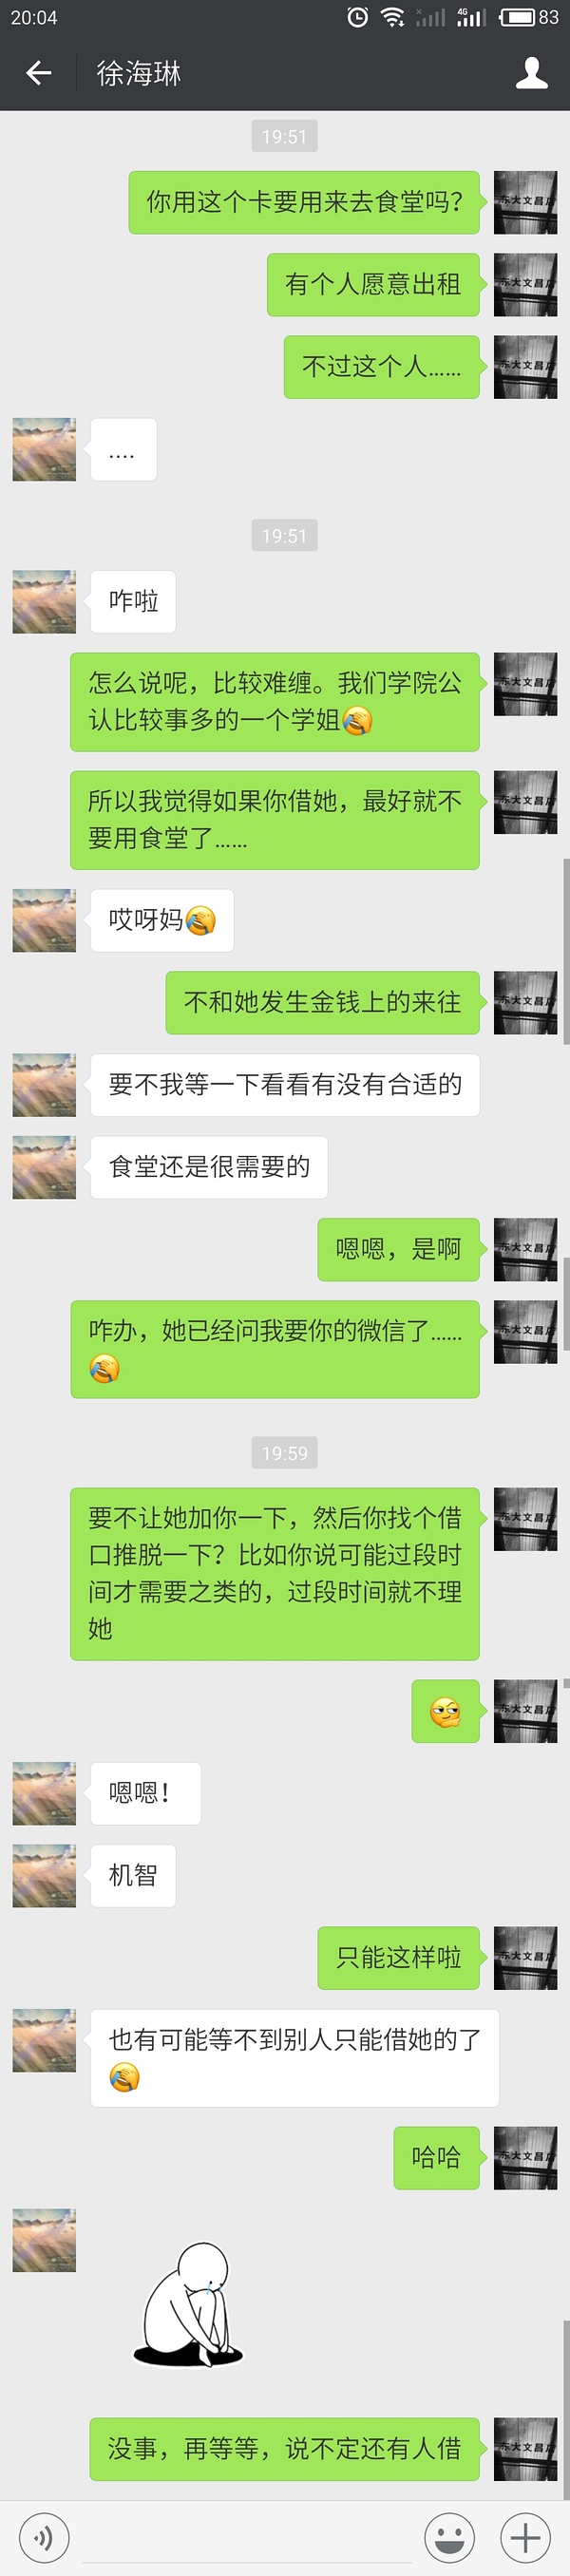 20:04
4G
83
徐海琳
19:51
你用这个卡要用来去食堂吗?
有个人愿意出租
不过这个人……
....
19:51
咋啦
怎么说呢，比较难缠。我们学院公
认比较事多的一个学姐🤣
所以我觉得如果你借她，最好就不
要用食堂了……
哎呀妈
不和她发生金钱上的来往
要不我等一下看看有没有合适的
食堂还是很需要的
嗯嗯，是啊
咋办，她已经问我要你的微信了……
19:59
要不让她加你一下，然后你找个借
口推脱一下？比如你说可能过段时
间才需要之类的，过段时间就不理
她
嗯嗯！
机智
只能这样啦
也有可能等不到别人只能借她的了
哈哈
没事，再等等，说不定还有人借